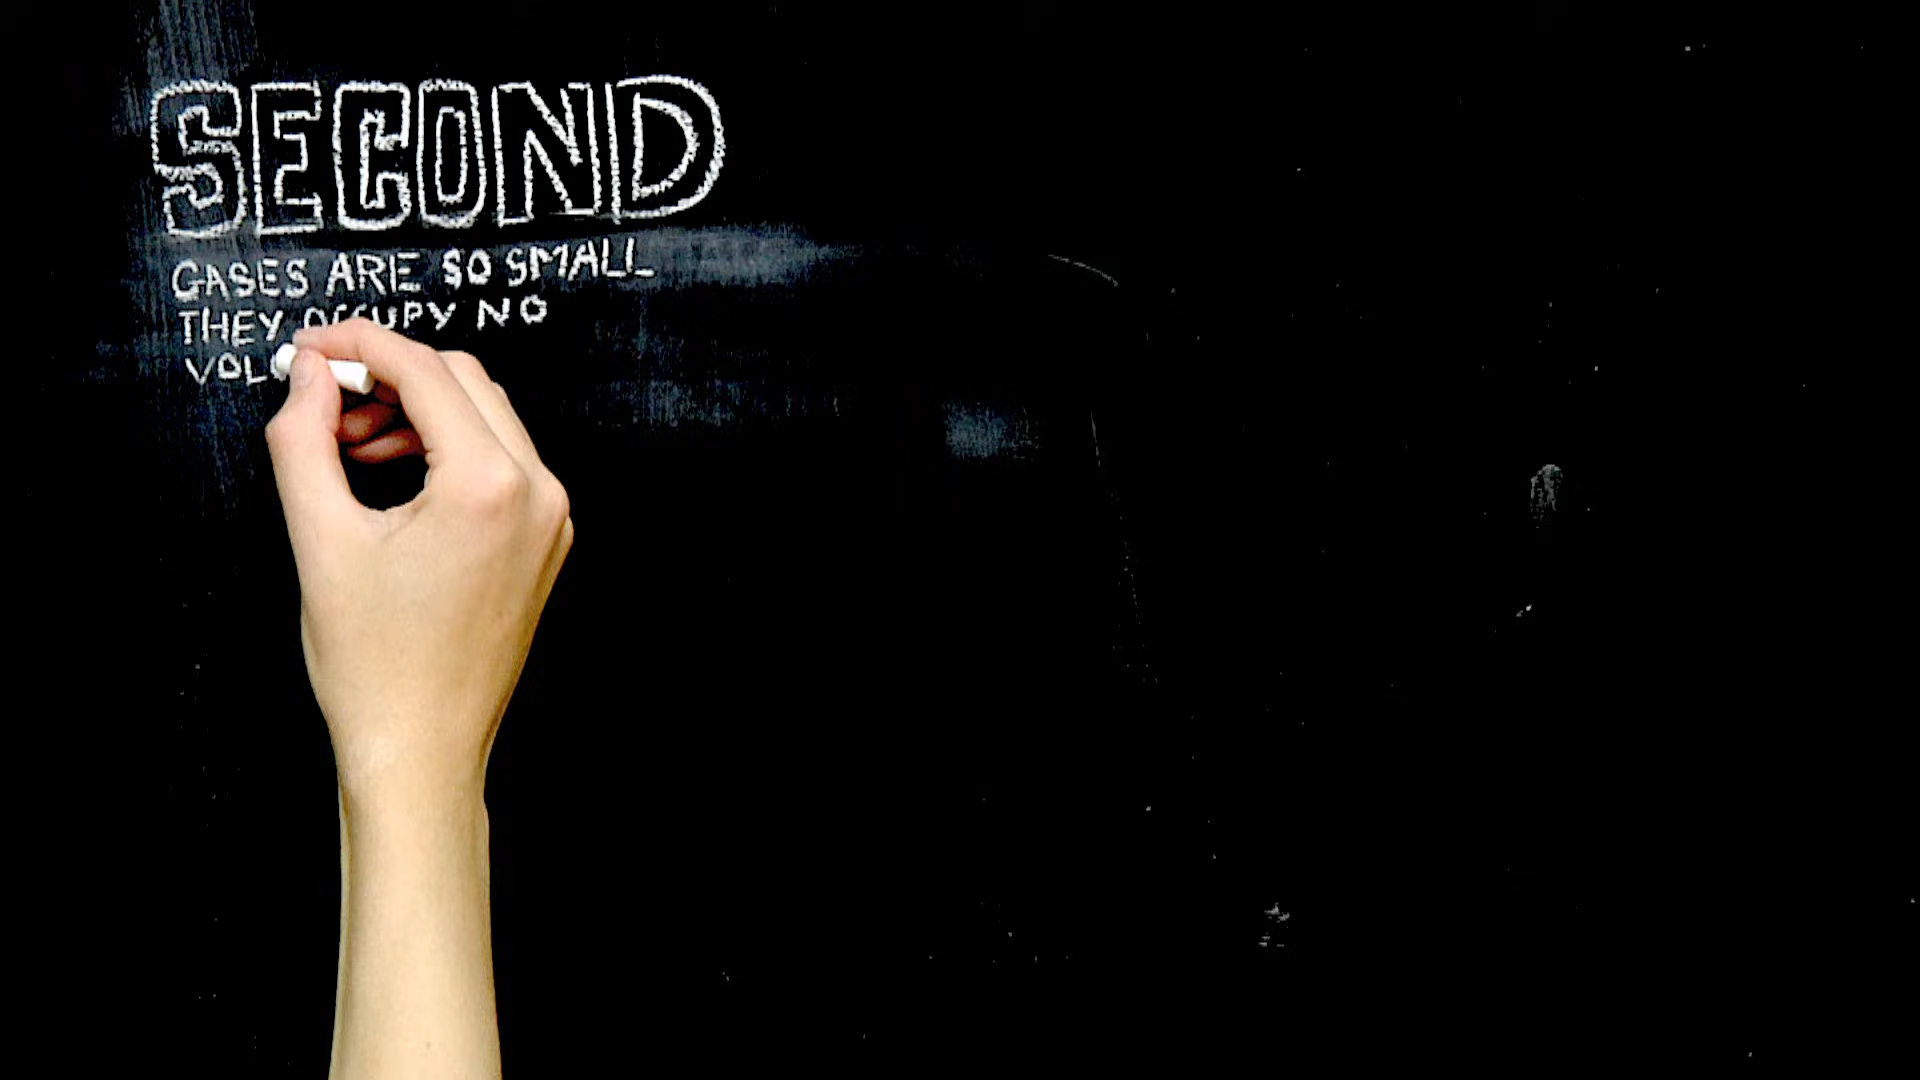 SECOND
GASES ARE SO SMALL
THEY OCCUPY NO
VOL